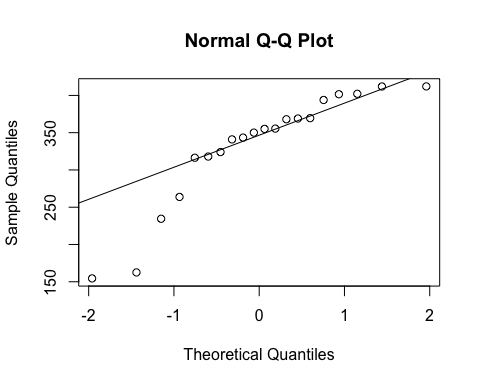 Normal Q-Q Plot
Sample Quantiles
350
250
150
-2 -1 0 1 2
Theoretical Quantiles